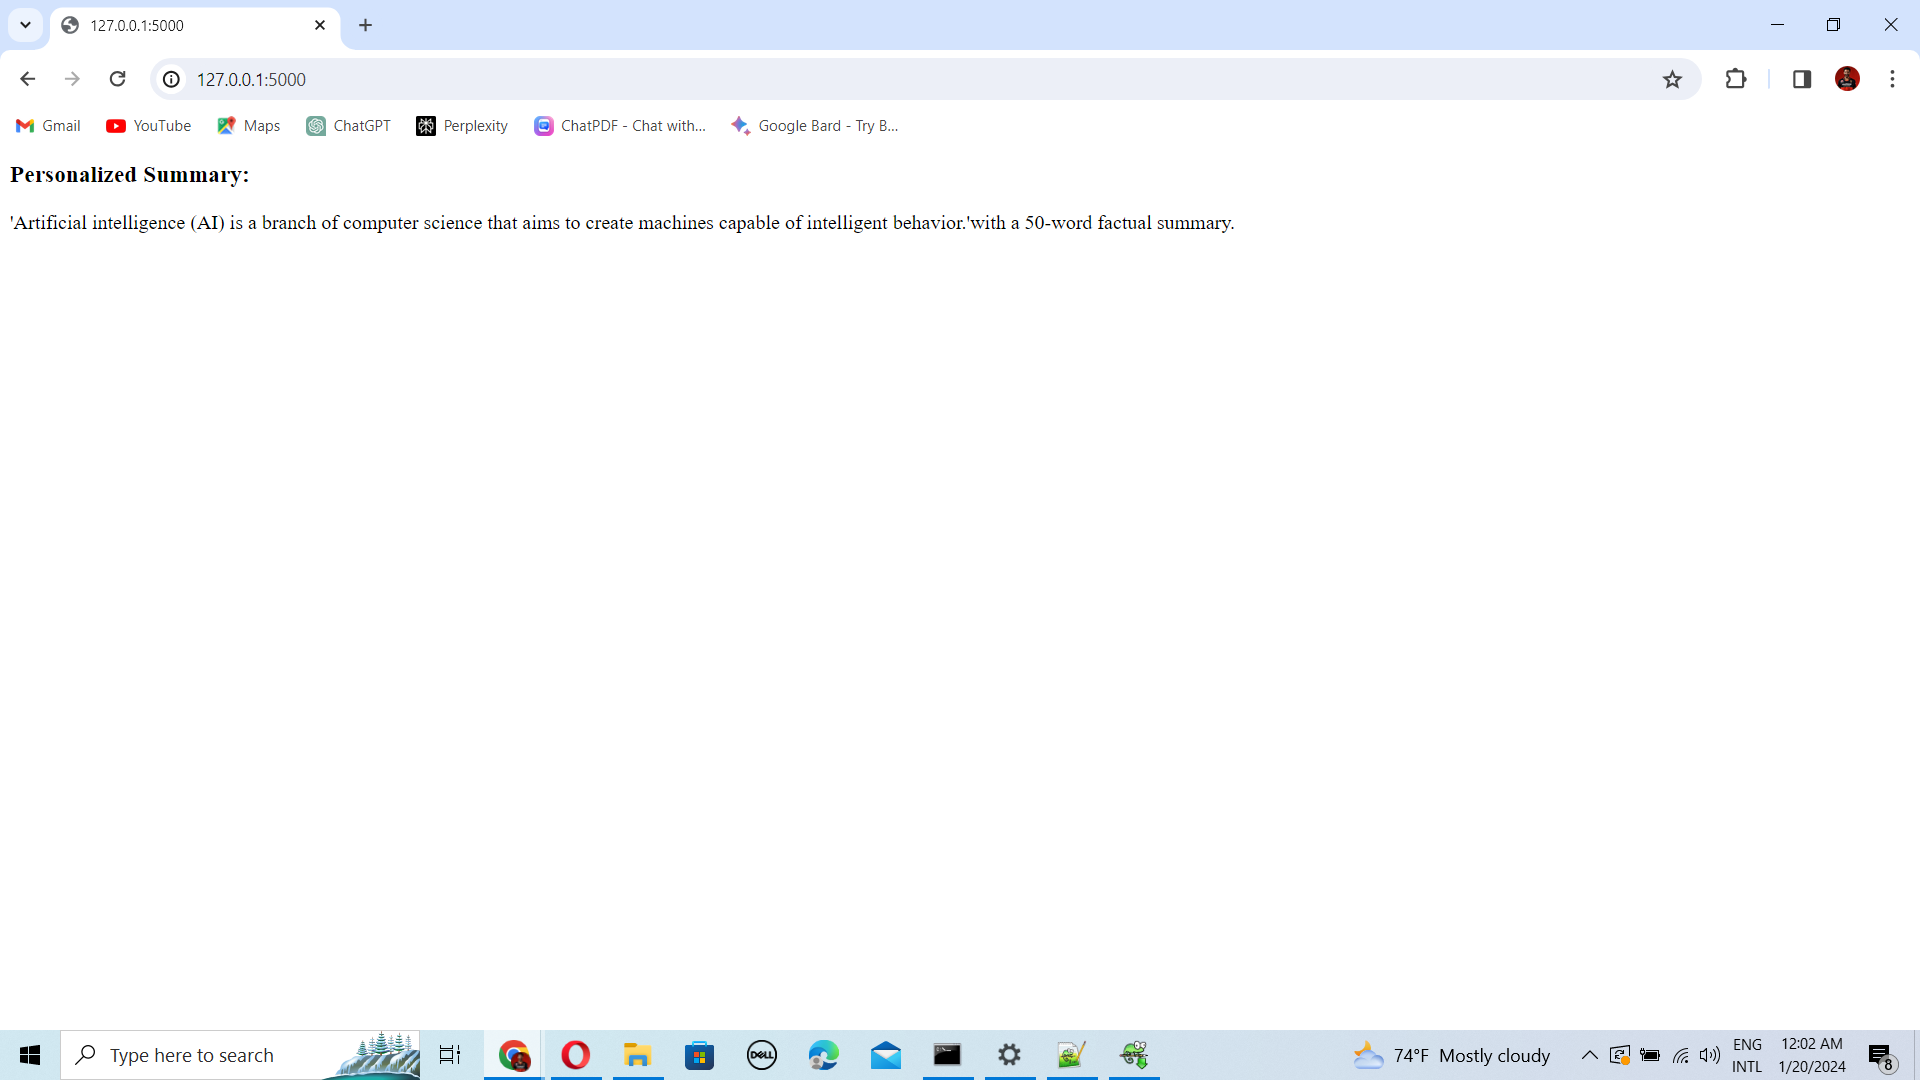 127.0.0.1:5000
127.0.0.1:5000
Gmail YouTube Maps ChatGPT Perplexity ChatPDF - Chat with... Google Bard - Try B...
Personalized Summary:
'Artificial intelligence (AI) is a branch of computer science that aims to create machines capable of intelligent behavior.'with a 50-word factual summary.
Type here to search
DELL
74°F Mostly cloudy
ENG
INTL
12:02 AM
1/20/2024
8